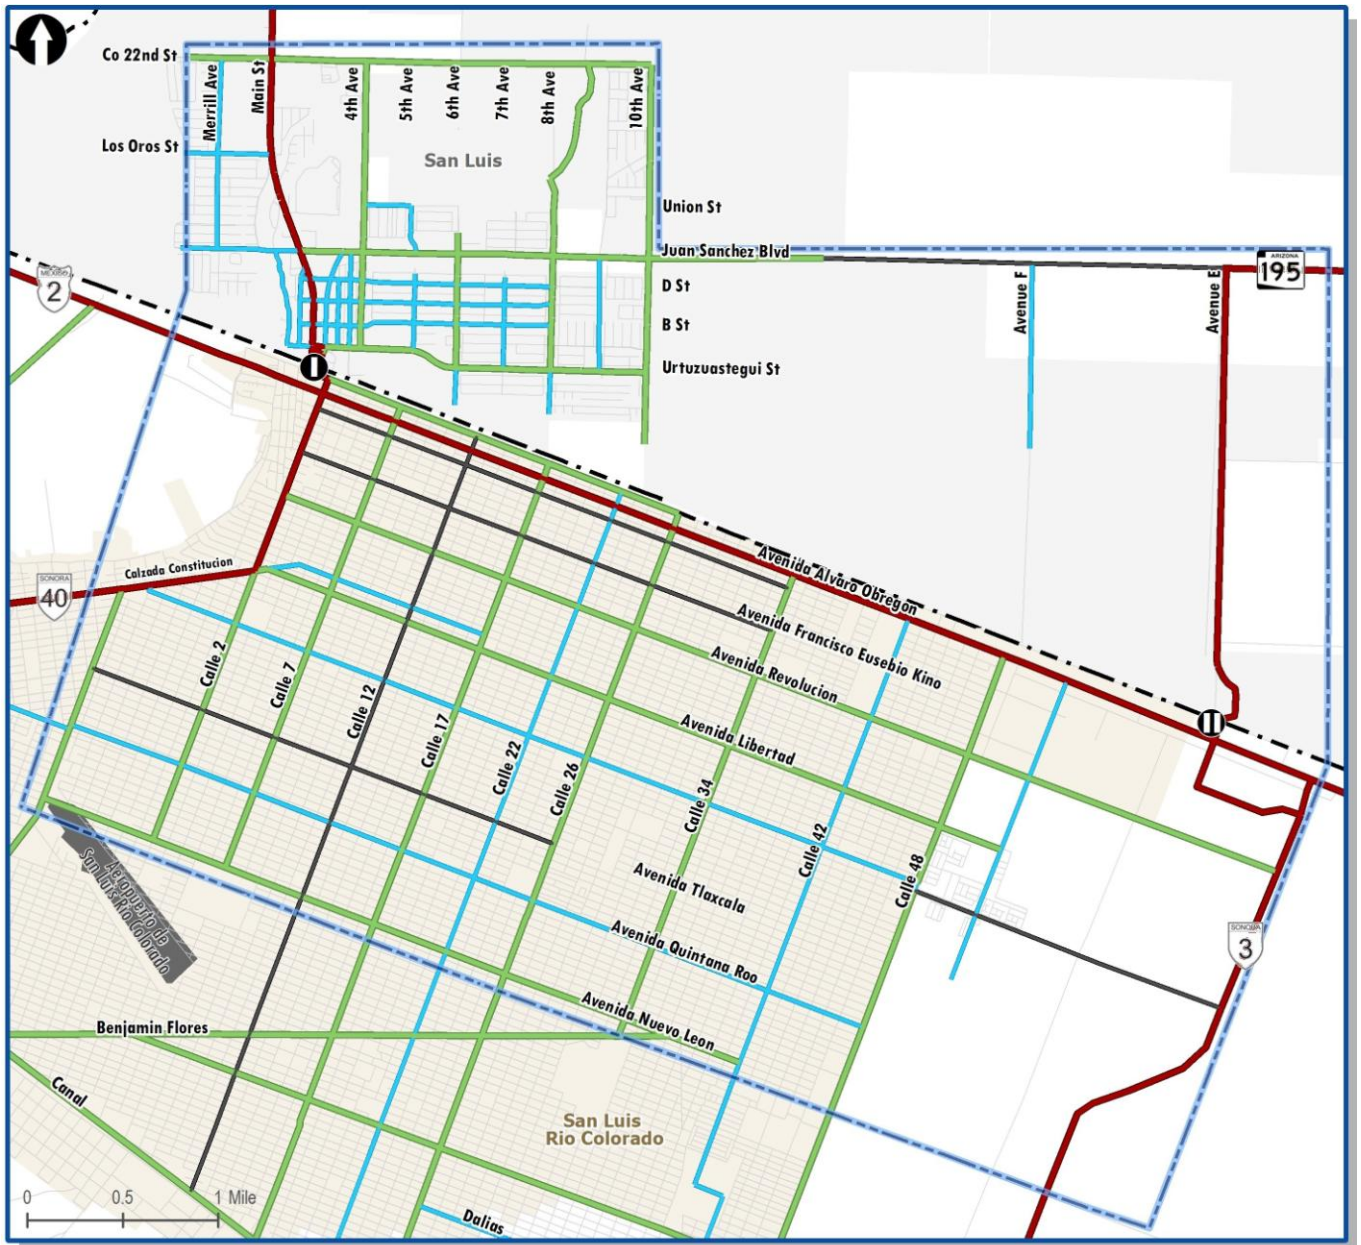 Co 22nd St
Merrill Ave
Main St
4th Ave
5th Ave
6th Ave
7th Ave
8th Ave
10th Ave
Los Oros St
San Luis
Union St
Juan Sanchez Blvd
ARIZONA
195
MEXICO
2
D St
Avenue F
Avenue E
B St
I
Urtuzuastegui St
Calzada Constitucion
SONORA
40
Avenida Alvaro Obregon
Avenida Francisco Eusebio Kino
Avenida Revolucion
Avenida Libertad
II
Calle 2
Calle 7
Calle 12
Calle 17
Calle 22
Calle 26
Calle 34
Calle 42
Calle 48
Aeropuerto de
San Luis Rio Colorado
Avenida Tlaxcala
Avenida Quintana Roo
SONORA
3
Avenida Nuevo Leon
Benjamin Flores
Canal
San Luis
Rio Colorado
0 0.5 1 Mile
Dalias